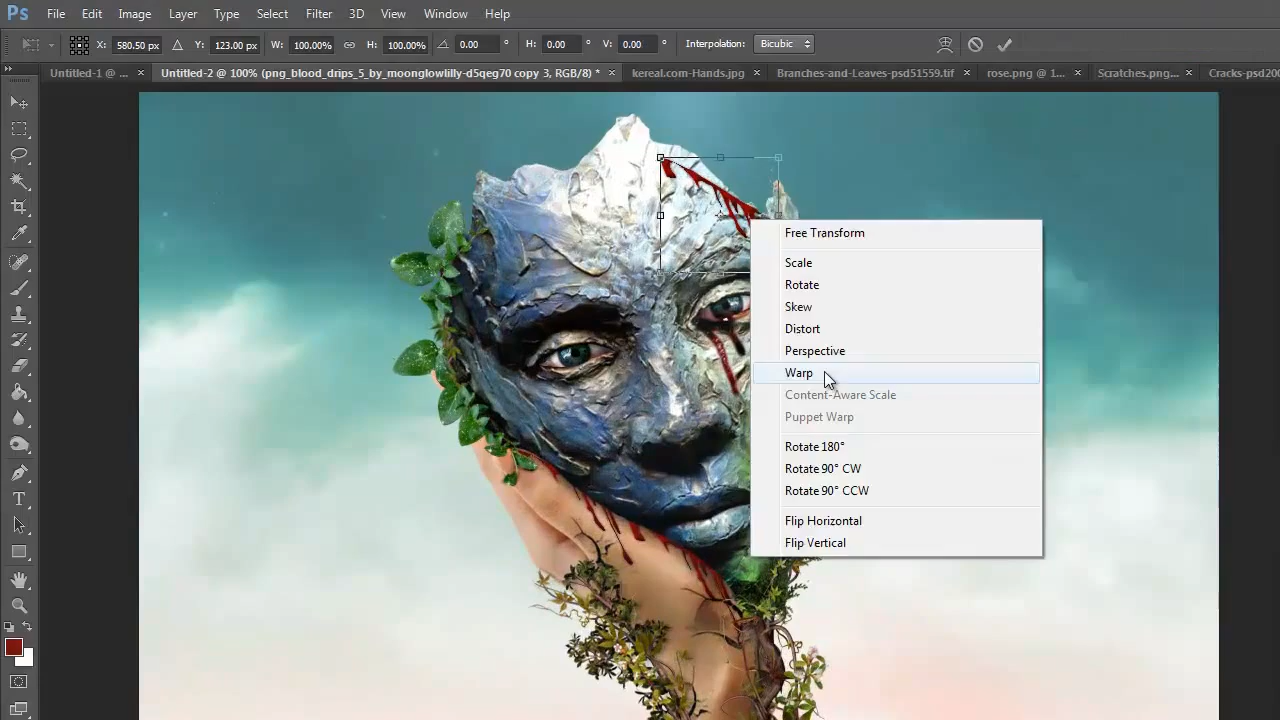 Ps File Edit Image Layer Type Select Filter 3D View Window Help
X: 580.50 px Y: 123.00 px W: 100.00% H: 100.00% 0.00 ° H: 0.00 ° V: 0.00 ° Interpolation: Bicubic
Untitled-1 @ ... × Untitled-2 @ 100% (png_blood_drips_5_by_moonglowlilly-d5qeg70 copy 3, RGB/8) * × kereal.com-Hands.jpg × Branches-and-Leaves-psd51559.tif × rose.png @ 1... × Scratches.png... × Cracks-psd200
Free Transform
Scale
Rotate
Skew
Distort
Perspective
Warp
Content-Aware Scale
Puppet Warp
Rotate 180°
Rotate 90° CW
Rotate 90° CCW
Flip Horizontal
Flip Vertical